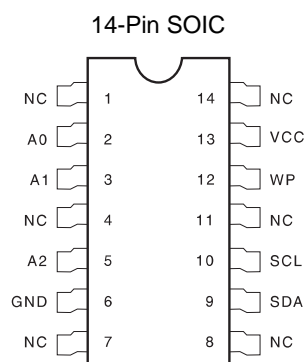 14-Pin SOIC
NC 1 14 NC
A0 2 13 VCC
A1 3 12 WP
NC 4 11 NC
A2 5 10 SCL
GND 6 9 SDA
NC 7 8 NC